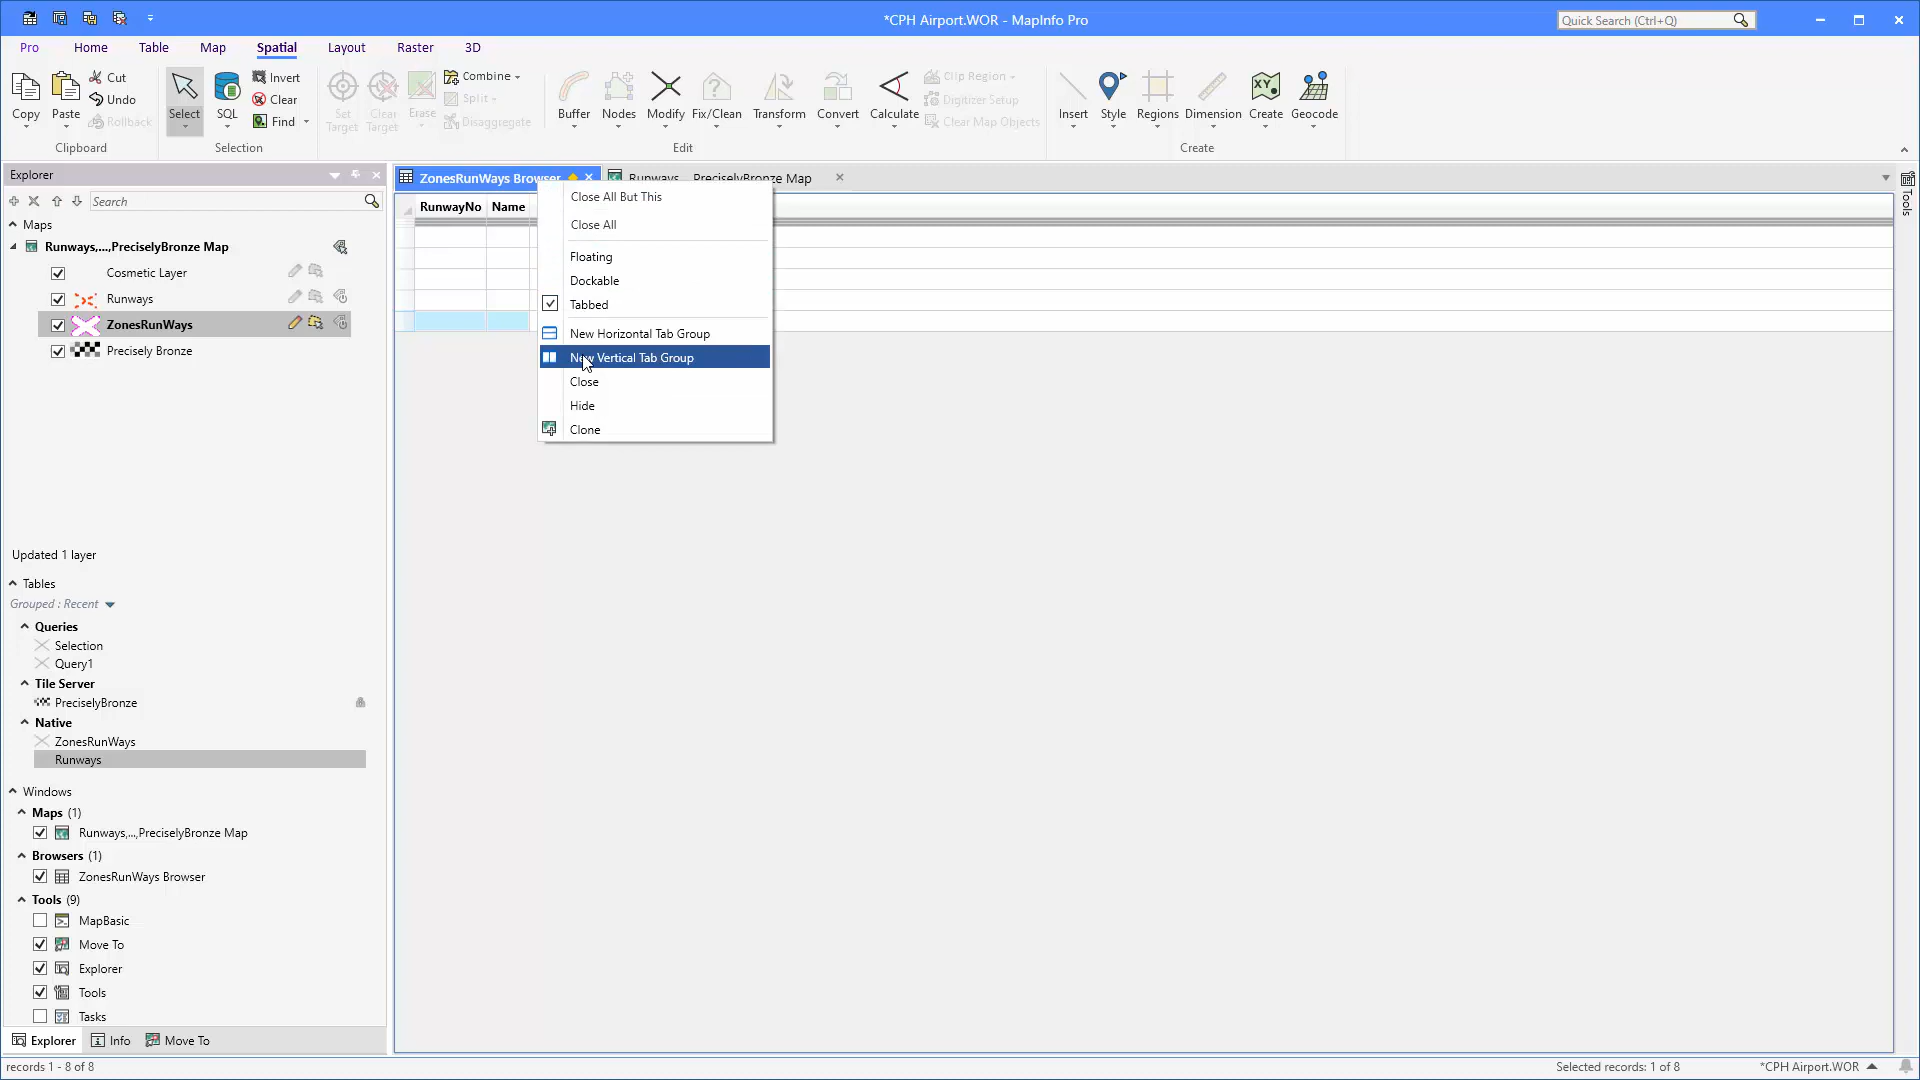 *CPH Airport.WOR - MapInfo Pro
Quick Search (Ctrl+Q)
Pro
Home
Table
Map
Spatial
Layout
Raster
3D
Copy
Paste
Cut
Undo
Rollback
Clipboard
Select
SQL
Invert
Clear
Find
Selection
Set Target
Clear Target
Erase
Combine
Split
Disaggregate
Buffer
Nodes
Modify
Fix/Clean
Transform
Convert
Calculate
Clip Region
Digitizer Setup
Clear Map Objects
Edit
Insert
Style
Regions
Dimension
Create
Geocode
Create
Explorer
Search
Maps
Runways,...,PreciselyBronze Map
Cosmetic Layer
Runways
ZonesRunWays
Precisely Bronze
Updated 1 layer
Tables
Grouped : Recent
Queries
Selection
Query1
Tile Server
PreciselyBronze
Native
ZonesRunWays
Runways
Windows
Maps (1)
Runways,...,PreciselyBronze Map
Browsers (1)
ZonesRunWays Browser
Tools (9)
MapBasic
Move To
Explorer
Tools
Tasks
Explorer
Info
Move To
ZonesRunWays Browser
Runways,...,PreciselyBronze Map
RunwayNo
Name
Close All But This
Close All
Floating
Dockable
Tabbed
New Horizontal Tab Group
New Vertical Tab Group
Close
Hide
Clone
Tools
records 1 - 8 of 8
Selected records: 1 of 8
*CPH Airport.WOR